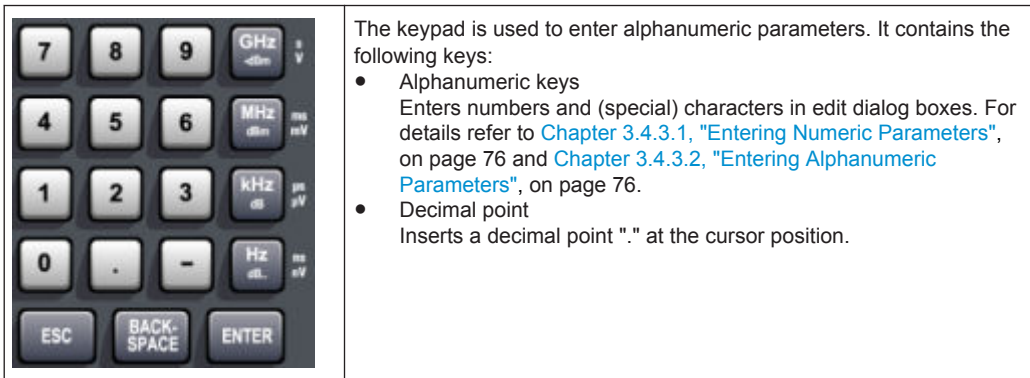 7 8 9 GHz -dBm s V
4 5 6 MHz dBm ms mV
1 2 3 kHz dB µs µV
0 . - Hz dB.. ns nV
ESC BACK- SPACE ENTER
The keypad is used to enter alphanumeric parameters. It contains the
following keys:
● Alphanumeric keys
Enters numbers and (special) characters in edit dialog boxes. For
details refer to Chapter 3.4.3.1, "Entering Numeric Parameters",
on page 76 and Chapter 3.4.3.2, "Entering Alphanumeric
Parameters", on page 76.
● Decimal point
Inserts a decimal point "." at the cursor position.